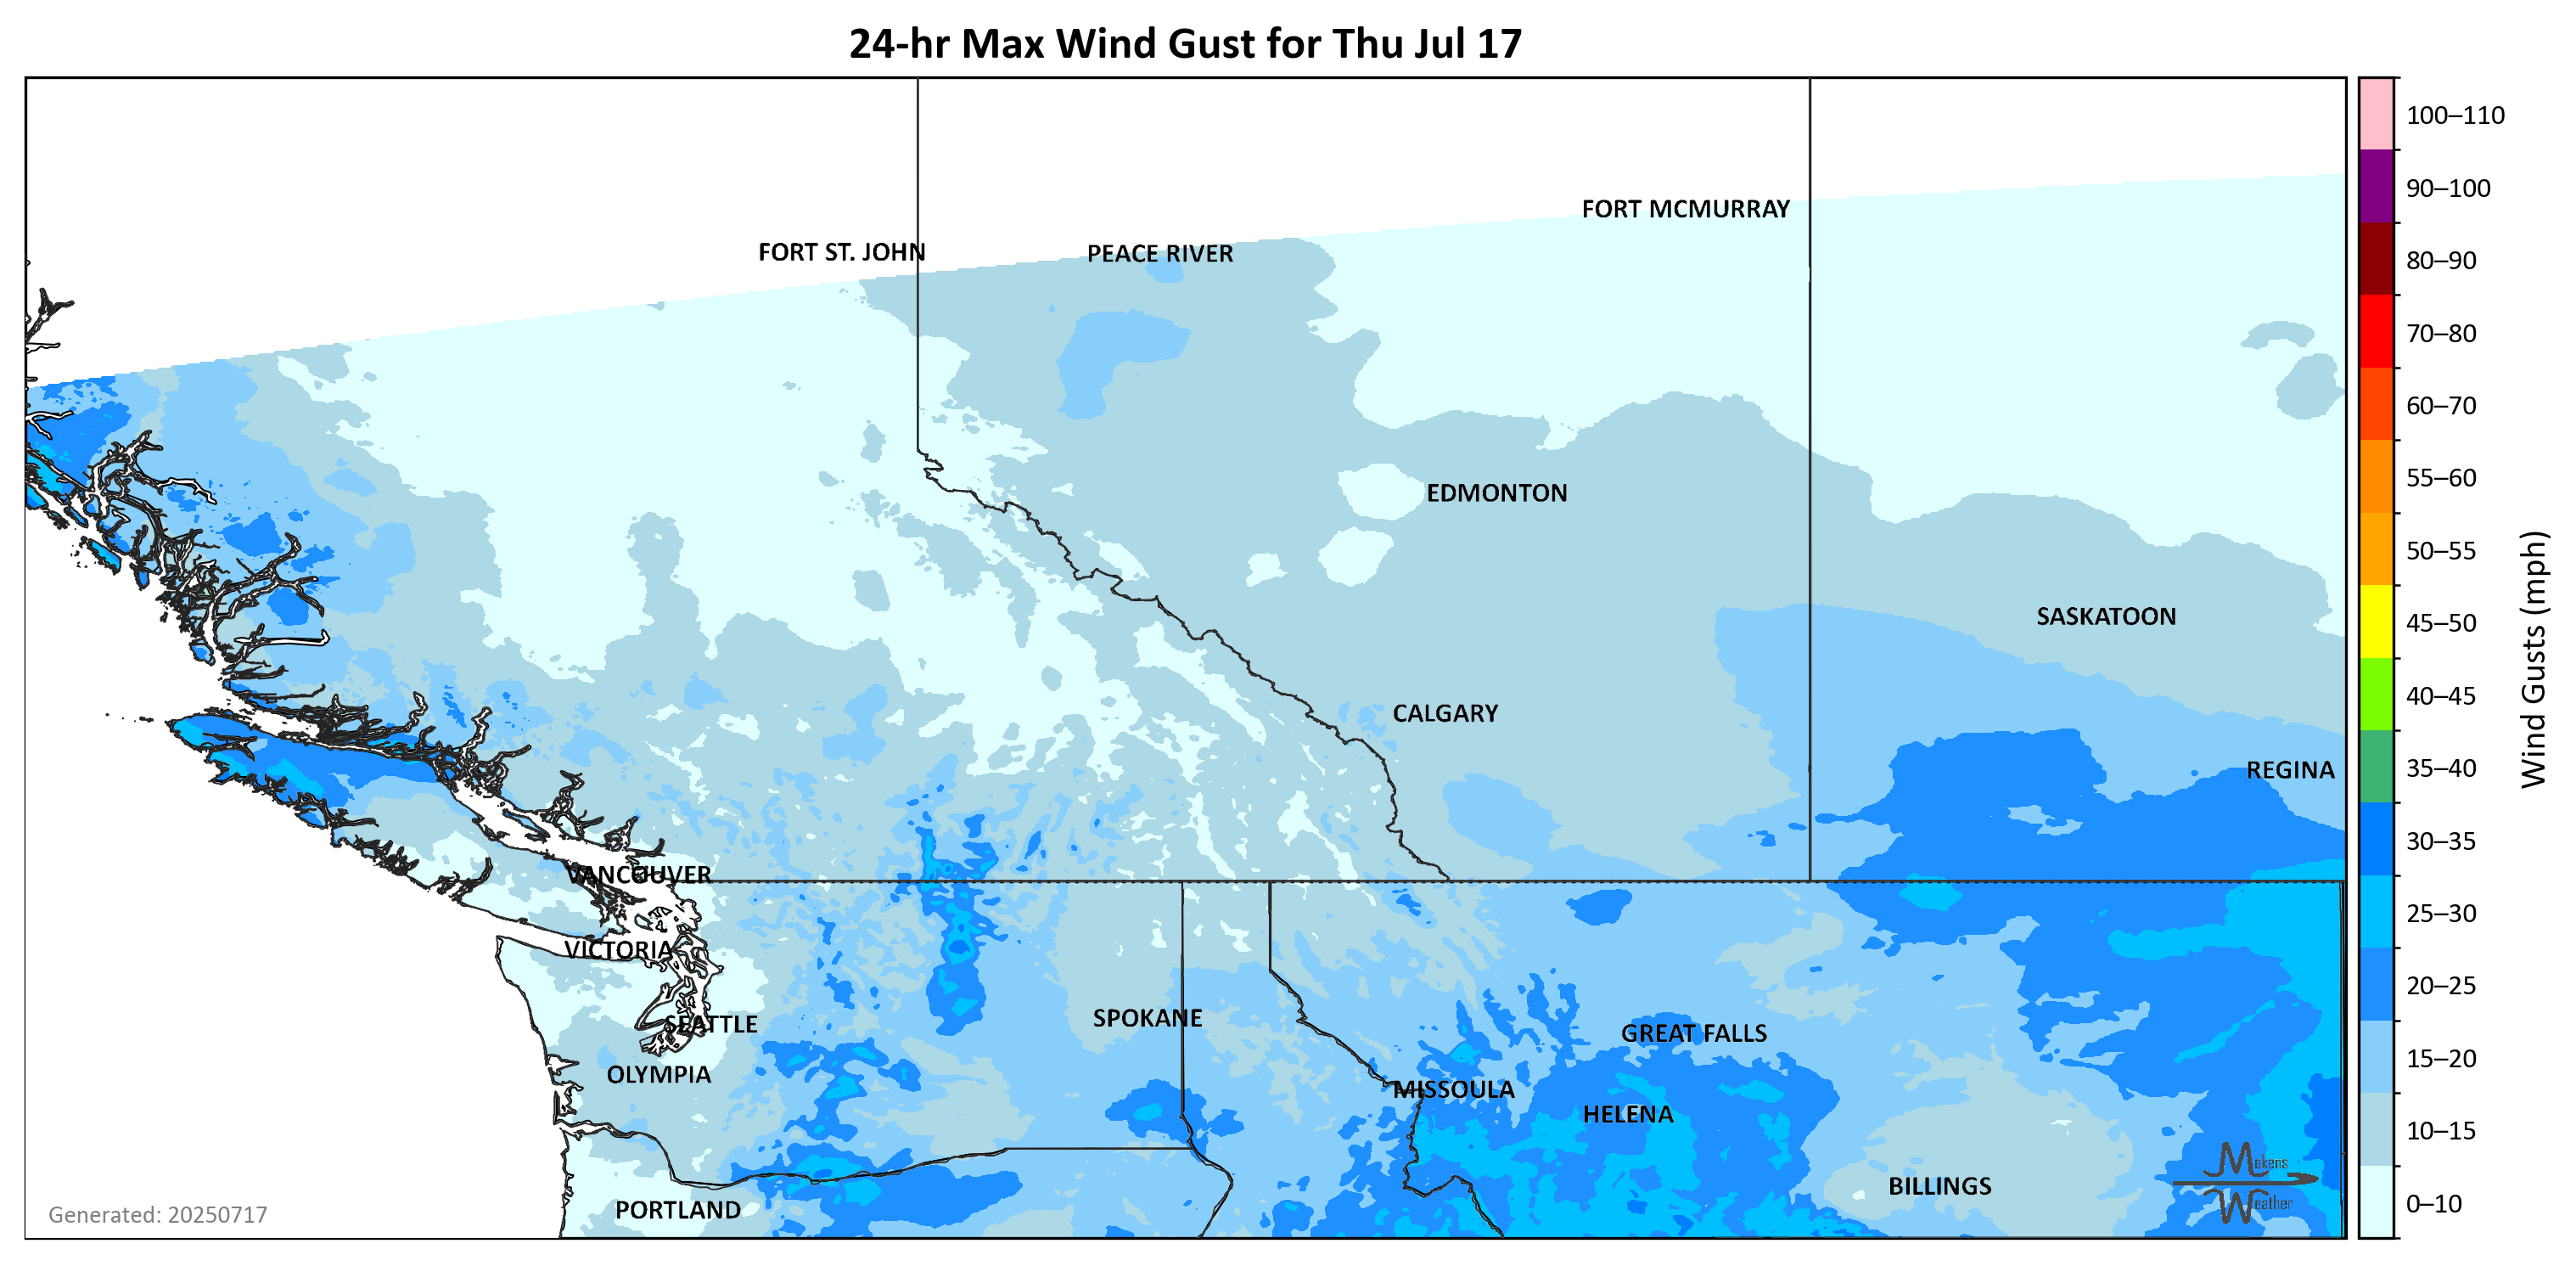 24-hr Max Wind Gust for Thu Jul 17
100–110
90–100
80–90
70–80
60–70
55–60
50–55
45–50
40–45
35–40
30–35
25–30
20–25
15–20
10–15
0–10
Wind Gusts (mph)
FORT MCMURRAY
FORT ST. JOHN
PEACE RIVER
EDMONTON
SASKATOON
CALGARY
REGINA
VANCOUVER
VICTORIA
SEATTLE
SPOKANE
GREAT FALLS
OLYMPIA
MISSOULA
HELENA
BILLINGS
PORTLAND
Makens
Weather
Generated: 20250717